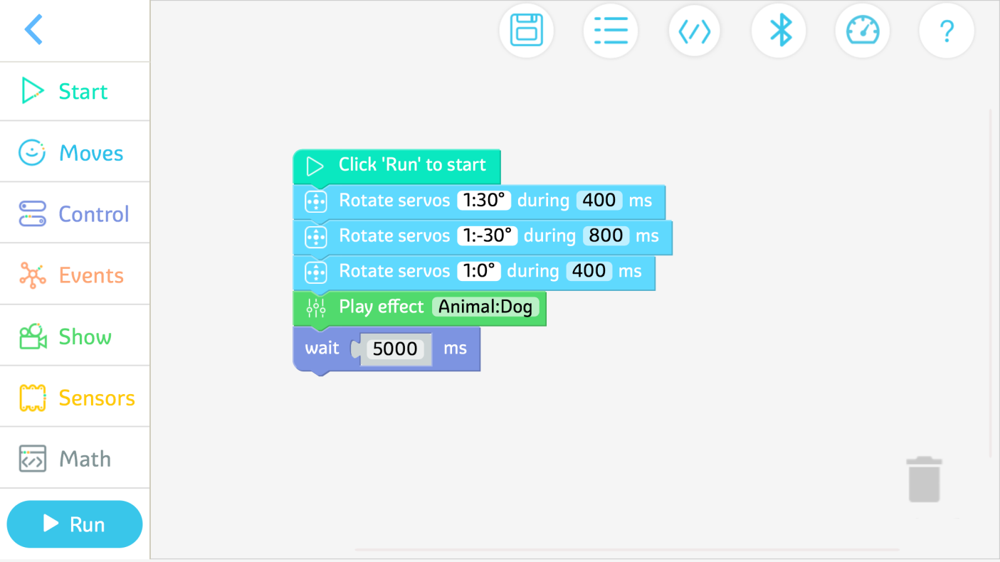 ?
Start
Moves
Control
Events
Show
Sensors
Math
Run
Click 'Run' to start
Rotate servos 1:30° during 400 ms
Rotate servos 1:-30° during 800 ms
Rotate servos 1:0° during 400 ms
Play effect Animal:Dog
wait 5000 ms